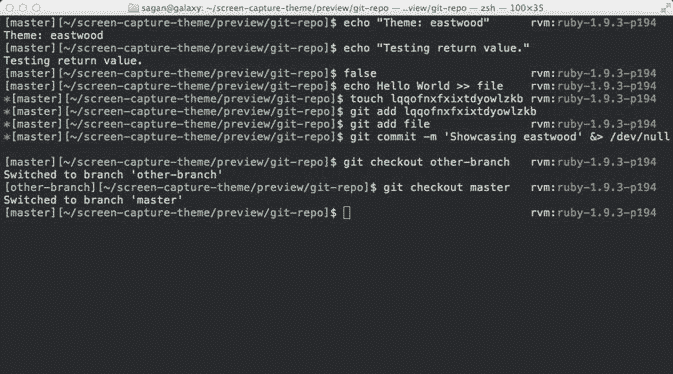 sagan@galaxy: ~/screen-capture-theme/preview/git-repo — ..view/git-repo — zsh — 100×35
[master][~/screen-capture-theme/preview/git-repo]$ echo "Theme: eastwood" rvm:ruby-1.9.3-p194
Theme: eastwood
[master][~/screen-capture-theme/preview/git-repo]$ echo "Testing return value."
Testing return value.
[master][~/screen-capture-theme/preview/git-repo]$ false rvm:ruby-1.9.3-p194
[master][~/screen-capture-theme/preview/git-repo]$ echo Hello World >> file rvm:ruby-1.9.3-p194
*[master][~/screen-capture-theme/preview/git-repo]$ touch lqqofnxfxixtdyowlzkb rvm:ruby-1.9.3-p194
*[master][~/screen-capture-theme/preview/git-repo]$ git add lqqofnxfxixtdyowlzkb
*[master][~/screen-capture-theme/preview/git-repo]$ git add file rvm:ruby-1.9.3-p194
*[master][~/screen-capture-theme/preview/git-repo]$ git commit -m 'Showcasing eastwood' &> /dev/null
[master][~/screen-capture-theme/preview/git-repo]$ git checkout other-branch rvm:ruby-1.9.3-p194
Switched to branch 'other-branch'
[other-branch][~/screen-capture-theme/preview/git-repo]$ git checkout master rvm:ruby-1.9.3-p194
Switched to branch 'master'
[master][~/screen-capture-theme/preview/git-repo]$ rvm:ruby-1.9.3-p194